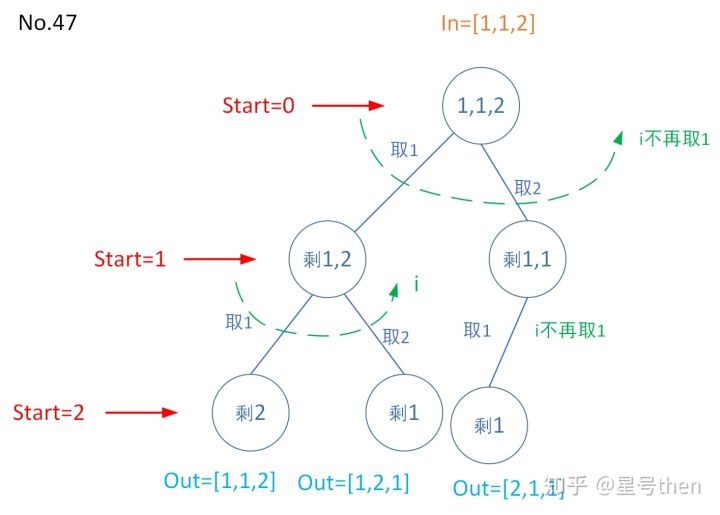 No.47
In=[1,1,2]
Start=0
1,1,2
i不再取1
取1
取2
Start=1
剩1,2
剩1,1
i
取1
取2
取1
i不再取1
Start=2
剩2
剩1
剩1
Out=[1,1,2]
Out=[1,2,1]
Out=[2,1,1]
知乎 @星号then